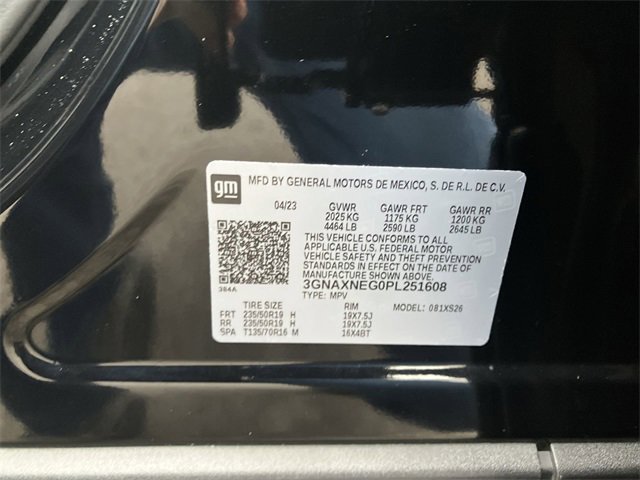 gm MFD BY GENERAL MOTORS DE MEXICO, S. DE R.L. DE C.V.
04/23 GVWR GAWR FRT GAWR RR
2025 KG 1175 KG 1200 KG
4464 LB 2590 LB 2645 LB
THIS VEHICLE CONFORMS TO ALL
APPLICABLE U.S. FEDERAL MOTOR
VEHICLE SAFETY AND THEFT PREVENTION
STANDARDS IN EFFECT ON THE DATE OF
MANUFACTURE SHOWN ABOVE.
384A 3GNAXNEG0PL251608
TYPE: MPV MODEL: 081XS26
TIRE SIZE RIM
FRT 235/50R19 H 19X7.5J
RR 235/50R19 H 19X7.5J
SPA T135/70R16 M 16X4BT